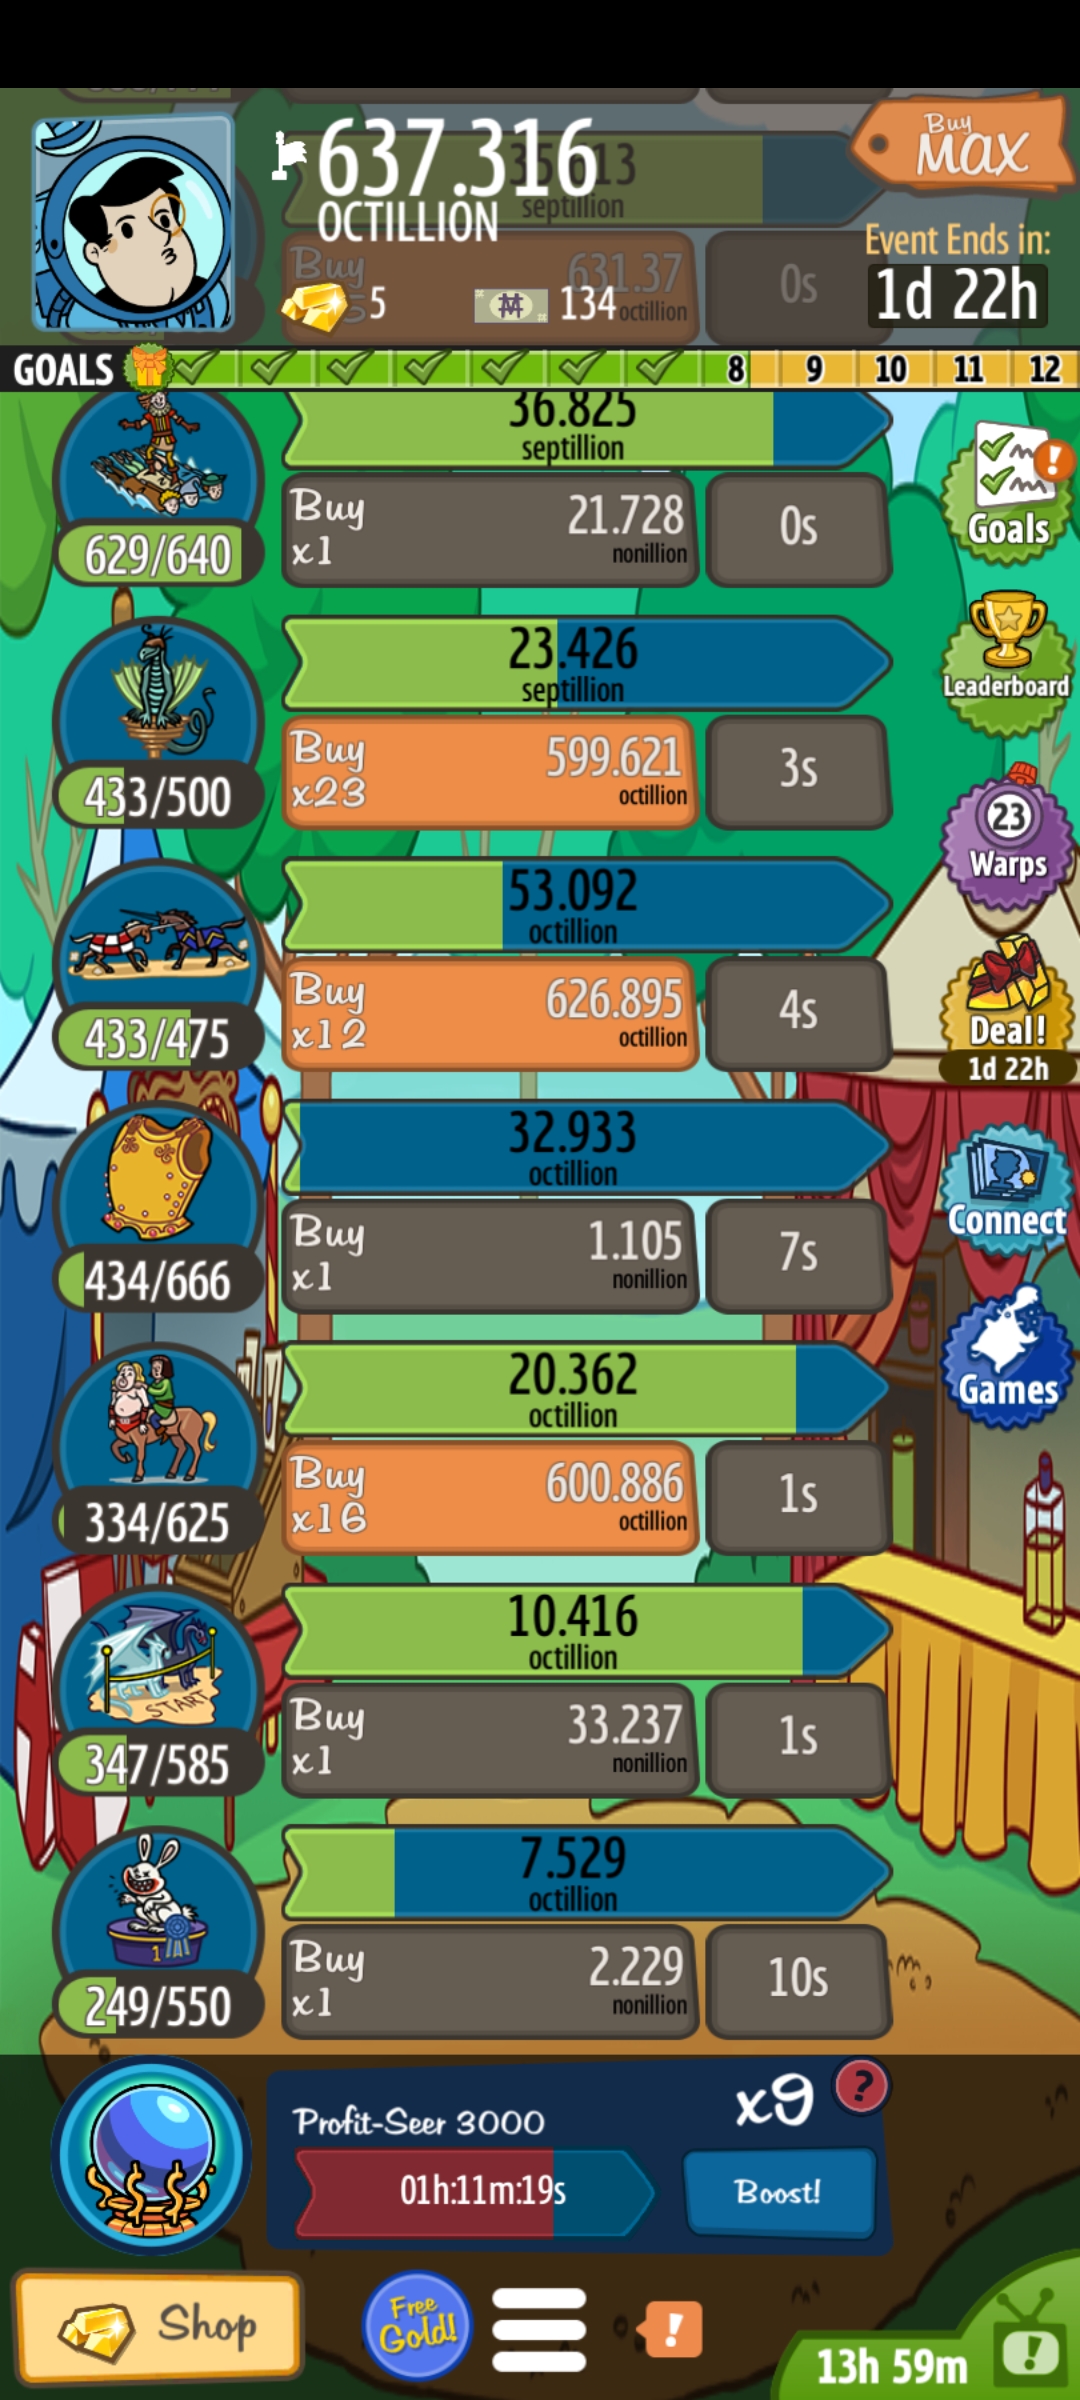 637.316
OCTILLION
35.613
septillion
Buy
MAX
Buy
631.37
octillion
0s
5
134
Event Ends in:
1d 22h
GOALS
8
9
10
11
12
36.825
septillion
629/640
Buy
x1
21.728
nonillion
0s
Goals
23.426
septillion
433/500
Buy
x23
599.621
octillion
3s
Leaderboard
53.092
octillion
433/475
Buy
x12
626.895
octillion
4s
23
Warps
Deal!
1d 22h
32.933
octillion
434/666
Buy
x1
1.105
nonillion
7s
Connect
20.362
octillion
334/625
Buy
x16
600.886
octillion
1s
Games
10.416
octillion
START
347/585
Buy
x1
33.237
nonillion
1s
7.529
octillion
1
249/550
Buy
x1
2.229
nonillion
10s
Profit-Seer 3000
x9
?
01h:11m:19s
Boost!
Shop
Free
Gold!
!
13h 59m
!